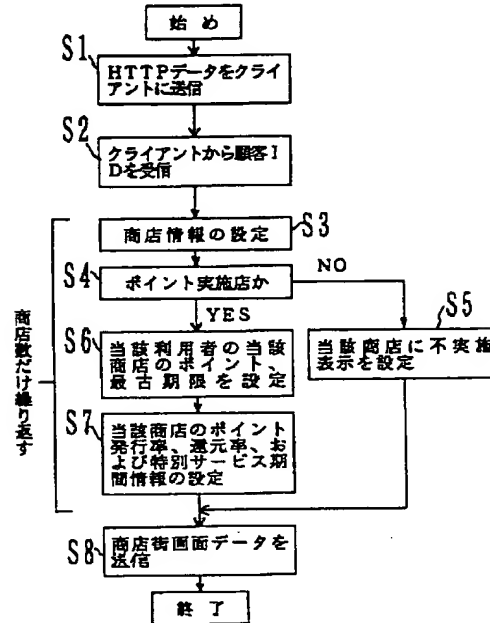 始め
S1
HTTPデータをクライ
アントに送信
S2
クライアントから顧客I
Dを受信
商店情報の設定
S3
S4
ポイント実施店か
NO
YES
S5
当該商店に不実施
表示を設定
S6
当該利用者の当該
商店のポイント、
最古期限を設定
商店数だけ繰り返す
S7
当該商店のポイント
発行率、還元率、お
よび特別サービス期
間情報の設定
S8
商店街画面データを
送信
終了